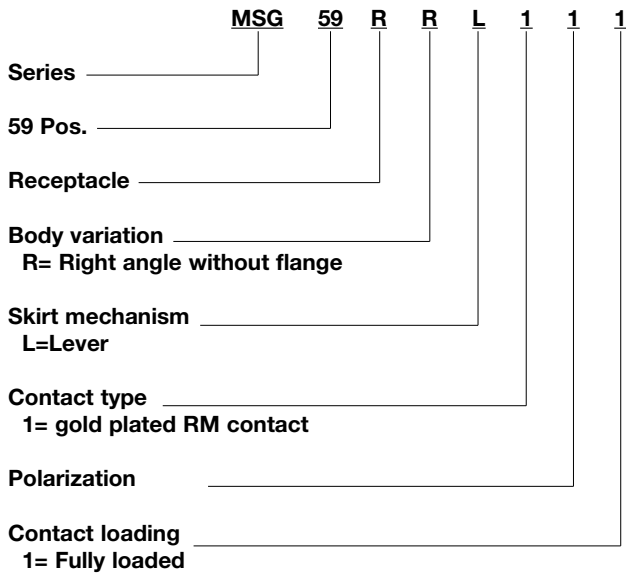 MSG 59 R R L 1 1 1
Series
59 Pos.
Receptacle
Body variation
R= Right angle without flange
Skirt mechanism
L=Lever
Contact type
1= gold plated RM contact
Polarization
Contact loading
1= Fully loaded